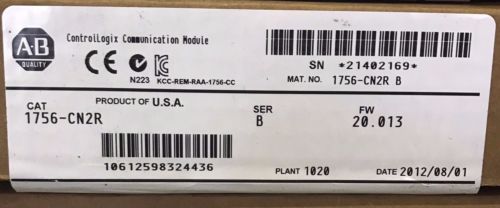 A-B
QUALITY
ControlLogix Communication Module
CE
N223 KCC-REM-RAA-1756-CC
SN *21402169*
MAT. NO. 1756-CN2R B
PRODUCT OF U.S.A.
CAT SER FW
1756-CN2R B 20.013
10612598324436
PLANT 1020 DATE 2012/08/01